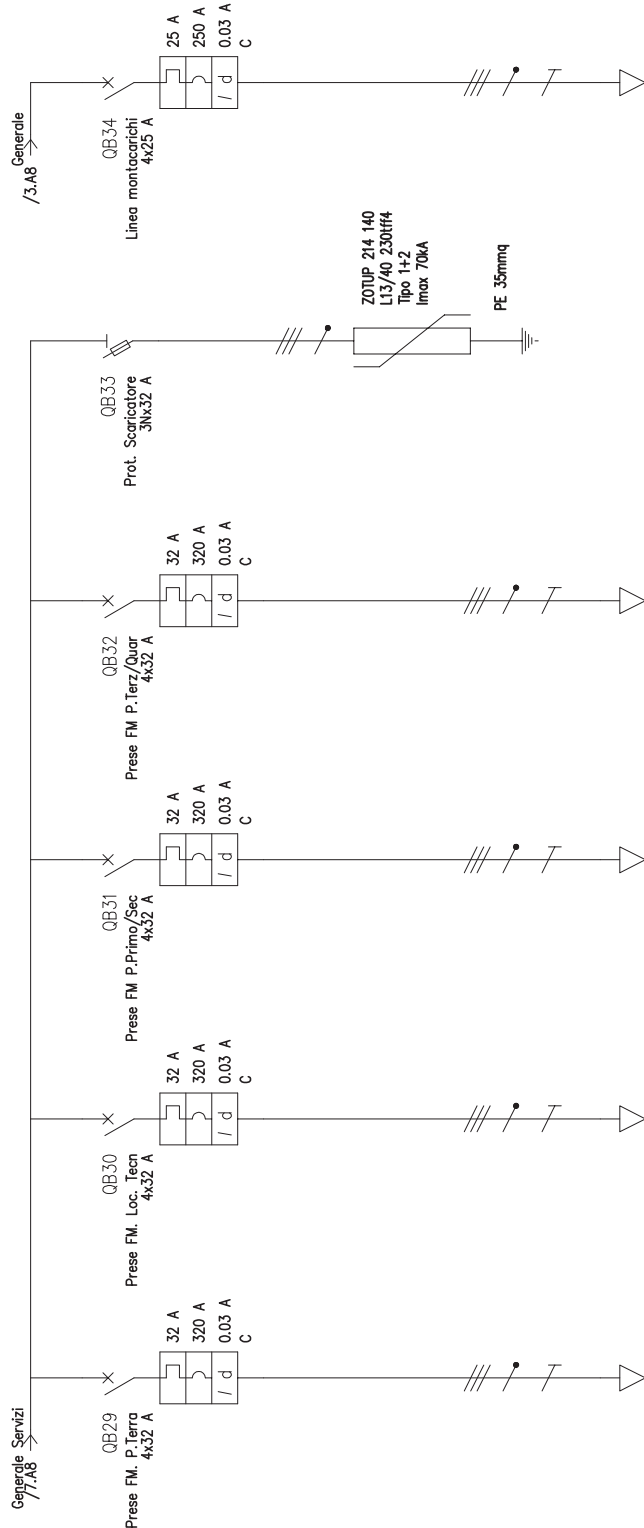 Generale Servizi
/7.A8
QB29
Prese FM. P.Terra
4x32 A
32 A
320 A
0.03 A
C
I d
QB30
Prese FM. Loc. Tecn
4x32 A
32 A
320 A
0.03 A
C
I d
QB31
Prese FM P.Primo/Sec
4x32 A
32 A
320 A
0.03 A
C
I d
QB32
Prese FM P.Terz/Quar
4x32 A
32 A
320 A
0.03 A
C
I d
QB33
Prot. Scaricatore
3Nx32 A
ZOTUP 214 140
L13/40 230tff4
Tipo 1+2
Imax 70kA
PE 35mmq
Generale
/3.A8
QB34
Linea montacarichi
4x25 A
25 A
250 A
0.03 A
C
I d